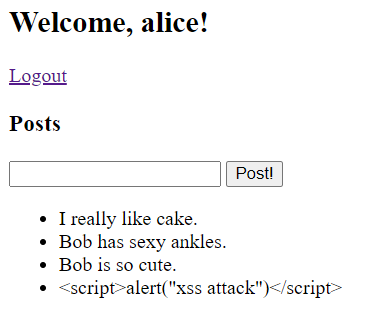 Welcome, alice!
Logout
Posts
Post!
I really like cake.
Bob has sexy ankles.
Bob is so cute.
<script>alert("xss attack")</script>